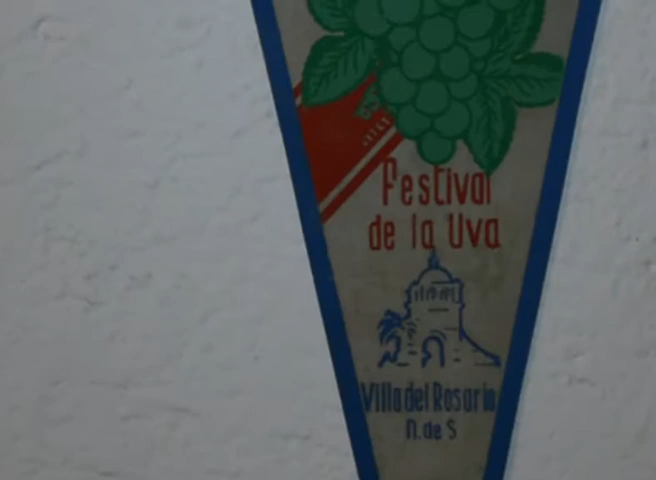 Festival
de la Uva
Villa del Rosario
N. de S